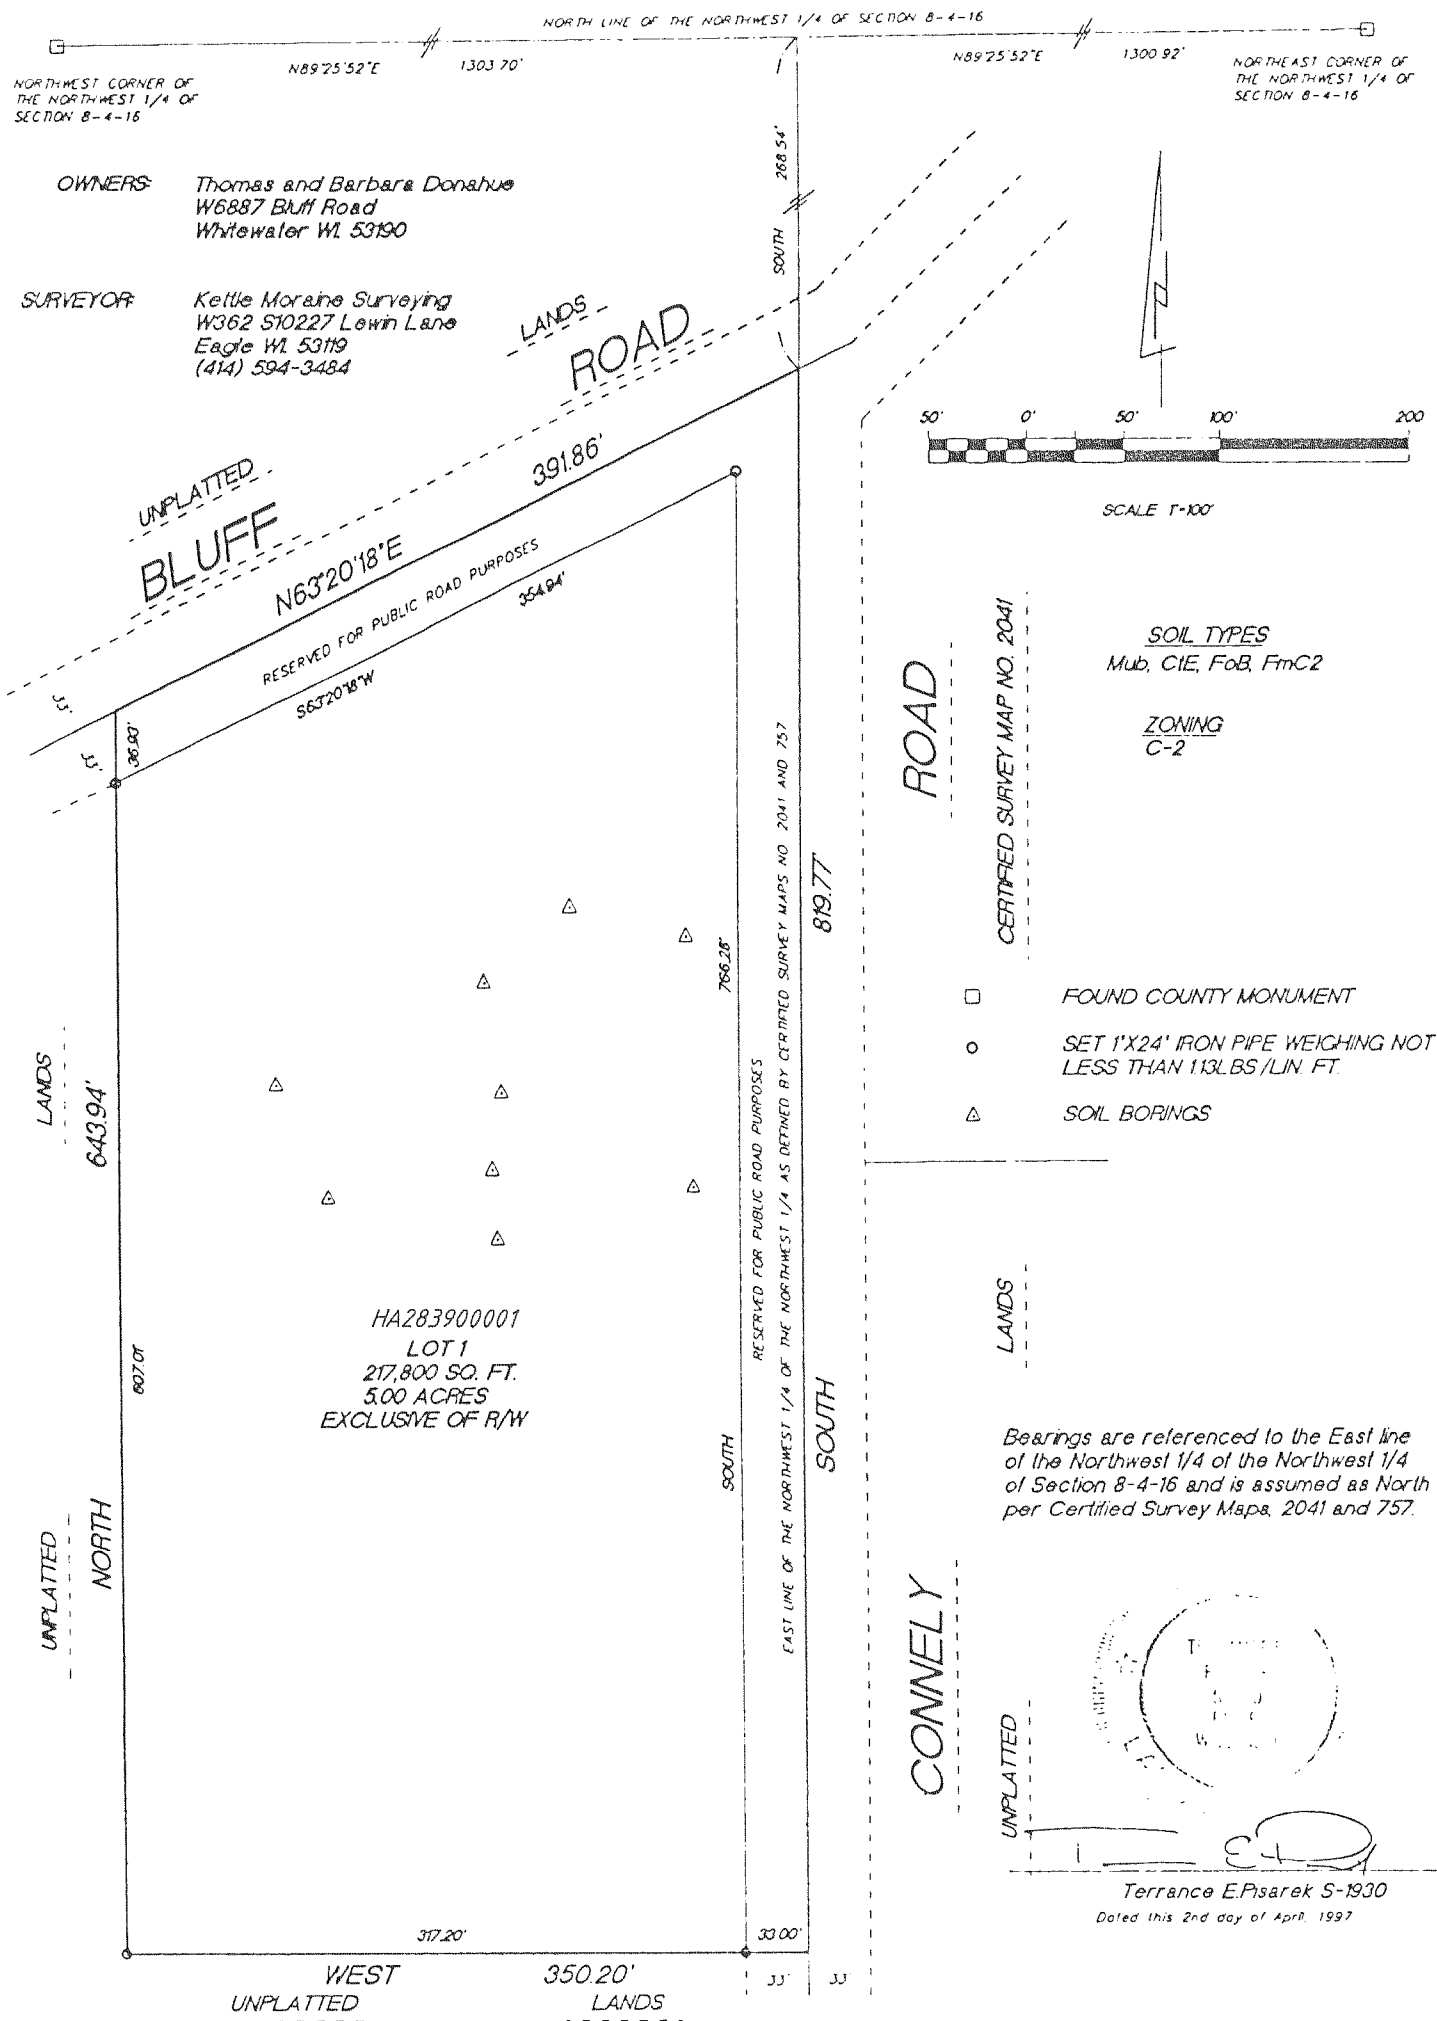 NORTH LINE OF THE NORTHWEST 1/4 OF SECTION 8-4-16
N89°25'52"E 1303.70'
N89°25'52"E 1300.92'
NORTHWEST CORNER OF
THE NORTHWEST 1/4 OF
SECTION 8-4-16
NORTHEAST CORNER OF
THE NORTHWEST 1/4 OF
SECTION 8-4-16
SOUTH 268.54'
OWNERS: Thomas and Barbara Donahue
W6887 Bluff Road
Whitewater WI. 53190
SURVEYOR: Kettle Moraine Surveying
W362 S10227 Lewin Lane
Eagle WI. 53119
(414) 594-3484
UNPLATTED LANDS
BLUFF ROAD
N63°20'18"E 391.86'
RESERVED FOR PUBLIC ROAD PURPOSES
S63°20'18"W 354.94'
33'
33'
36.93'
50' 0' 50' 100' 200
SCALE 1"=100'
SOIL TYPES
Mub, CIE, FoB, FmC2
ZONING
C-2
CERTIFIED SURVEY MAP NO. 2041
CONNELY ROAD
UNPLATTED LANDS
NORTH 643.94'
607.01'
SOUTH 766.28'
RESERVED FOR PUBLIC ROAD PURPOSES
EAST LINE OF THE NORTHWEST 1/4 OF THE NORTHWEST 1/4 AS DEFINED BY CERTIFIED SURVEY MAPS NO 2041 AND 757
SOUTH 819.77'
FOUND COUNTY MONUMENT
SET 1"X24" IRON PIPE WEIGHING NOT
LESS THAN 1.13LBS/LIN. FT.
SOIL BORINGS
HA283900001
LOT 1
217,800 SQ. FT.
5.00 ACRES
EXCLUSIVE OF R/W
UNPLATTED LANDS
Bearings are referenced to the East line
of the Northwest 1/4 of the Northwest 1/4
of Section 8-4-16 and is assumed as North
per Certified Survey Maps, 2041 and 757.
Terrance E.Pisarek S-1930
Dated this 2nd day of April, 1997
317.20' 33.00'
WEST 350.20'
33' 33'
UNPLATTED LANDS